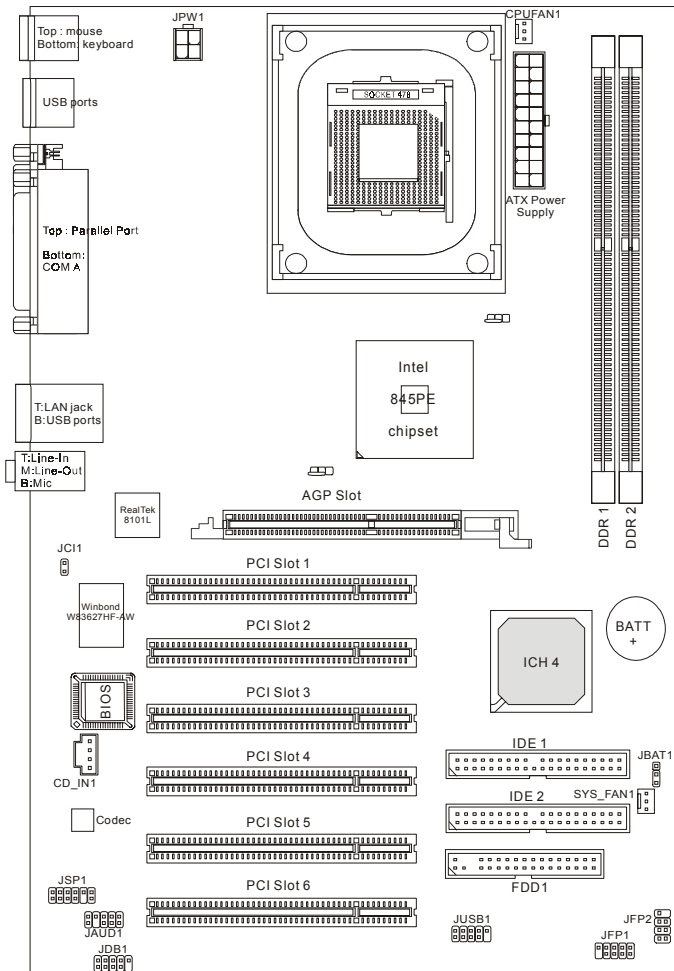 Top : mouse
Bottom: keyboard
JPW1
CPUFAN1
SOCKET 478
USB ports
ATX Power
Supply
Top : Parallel Port
Bottom:
COM A
Intel
845PE
chipset
T:LAN jack
B:USB ports
T:Line-In
M:Line-Out
B:Mic
RealTek
8101L
AGP Slot
DDR 1
DDR 2
JCI1
PCI Slot 1
Winbond
W83627HF-AW
PCI Slot 2
BATT
+
ICH 4
BIOS
PCI Slot 3
IDE 1
JBAT1
CD_IN1
PCI Slot 4
SYS_FAN1
IDE 2
Codec
PCI Slot 5
JSP1
PCI Slot 6
FDD1
JAUD1
JUSB1
JFP2
JFP1
JDB1